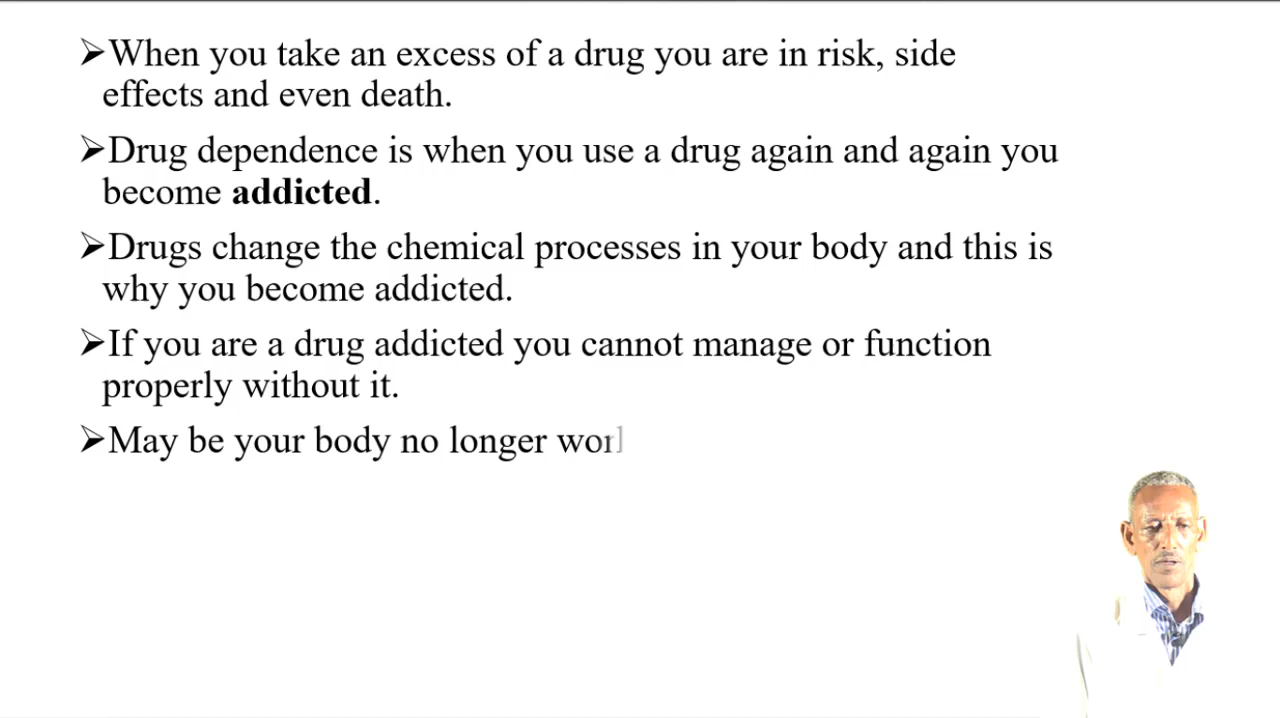 ➢When you take an excess of a drug you are in risk, side
effects and even death.
➢Drug dependence is when you use a drug again and again you
become addicted.
➢Drugs change the chemical processes in your body and this is
why you become addicted.
➢If you are a drug addicted you cannot manage or function
properly without it.
➢May be your body no longer